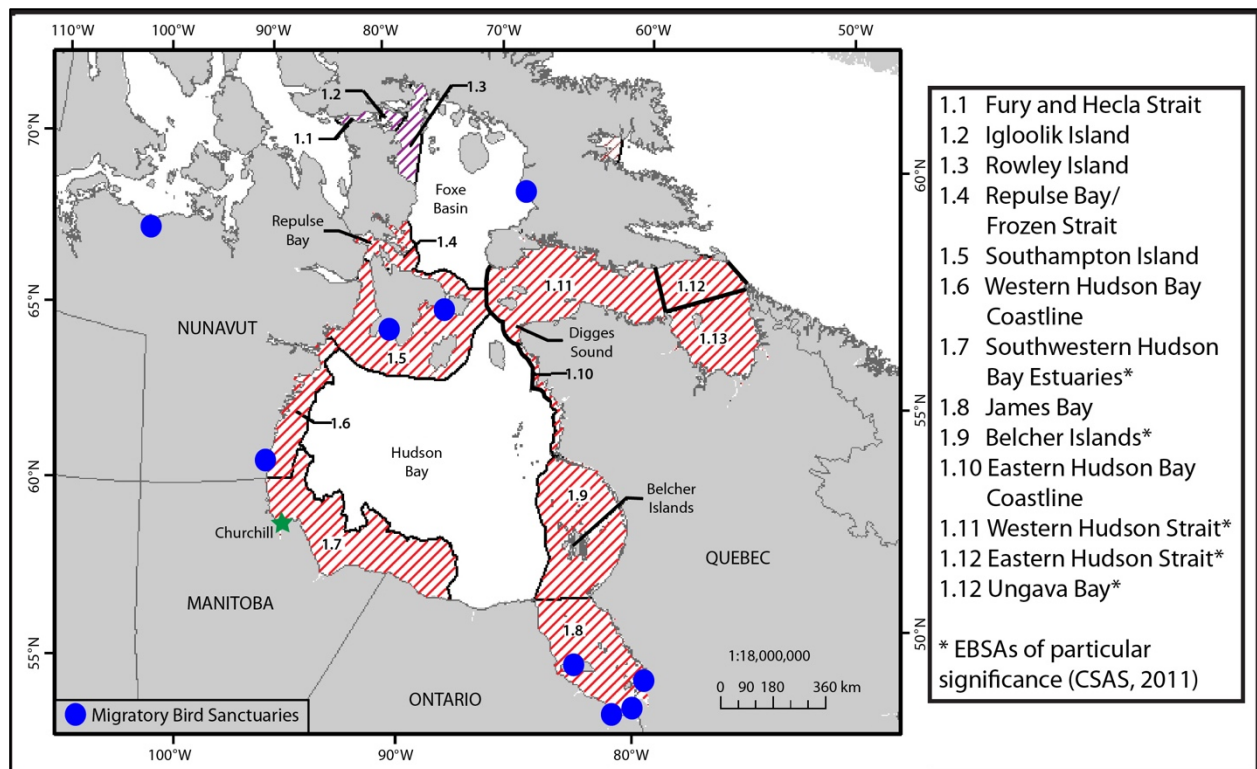 110°W 100°W 90°W 80°W 70°W 60°W 50°W
70°N
65°N
60°N
55°N
60°N
55°N
50°N
100°W 90°W 80°W
1.1
1.2
1.3
Foxe
Basin
Repulse
Bay
1.4
NUNAVUT
1.5
1.11
1.12
1.13
Digges
Sound
1.10
1.6
Hudson
Bay
1.9
Belcher
Islands
Churchill
1.7
QUEBEC
MANITOBA
1.8
ONTARIO
1:18,000,000
0 90 180 360 km
Migratory Bird Sanctuaries
1.1 Fury and Hecla Strait
1.2 Igloolik Island
1.3 Rowley Island
1.4 Repulse Bay/
Frozen Strait
1.5 Southampton Island
1.6 Western Hudson Bay
Coastline
1.7 Southwestern Hudson
Bay Estuaries*
1.8 James Bay
1.9 Belcher Islands*
1.10 Eastern Hudson Bay
Coastline
1.11 Western Hudson Strait*
1.12 Eastern Hudson Strait*
1.12 Ungava Bay*
* EBSAs of particular
significance (CSAS, 2011)